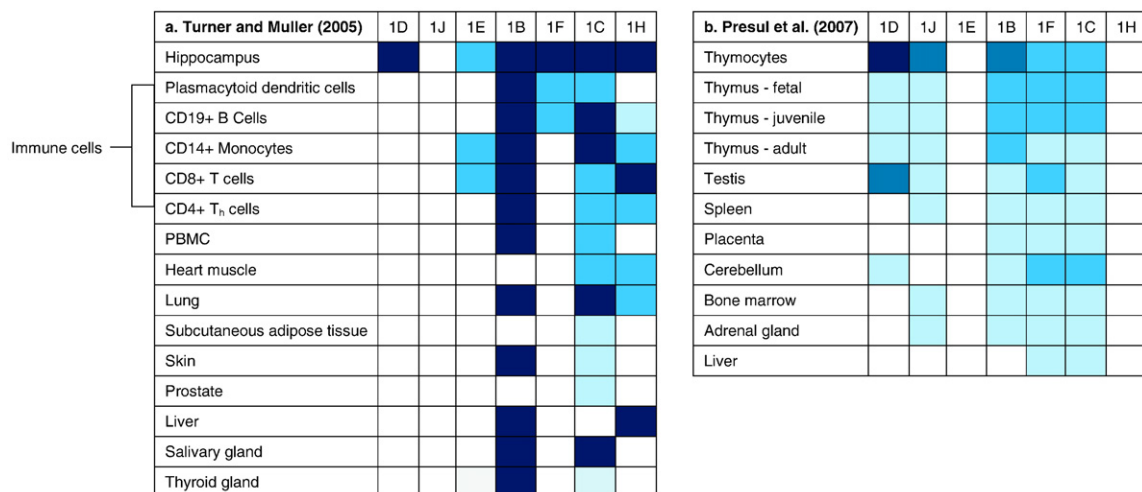 a. Turner and Muller (2005) 1D 1J 1E 1B 1F 1C 1H
Hippocampus
Plasmacytoid dendritic cells
CD19+ B Cells
Immune cells
CD14+ Monocytes
CD8+ T cells
CD4+ Th cells
PBMC
Heart muscle
Lung
Subcutaneous adipose tissue
Skin
Prostate
Liver
Salivary gland
Thyroid gland
b. Presul et al. (2007) 1D 1J 1E 1B 1F 1C 1H
Thymocytes
Thymus - fetal
Thymus - juvenile
Thymus - adult
Testis
Spleen
Placenta
Cerebellum
Bone marrow
Adrenal gland
Liver